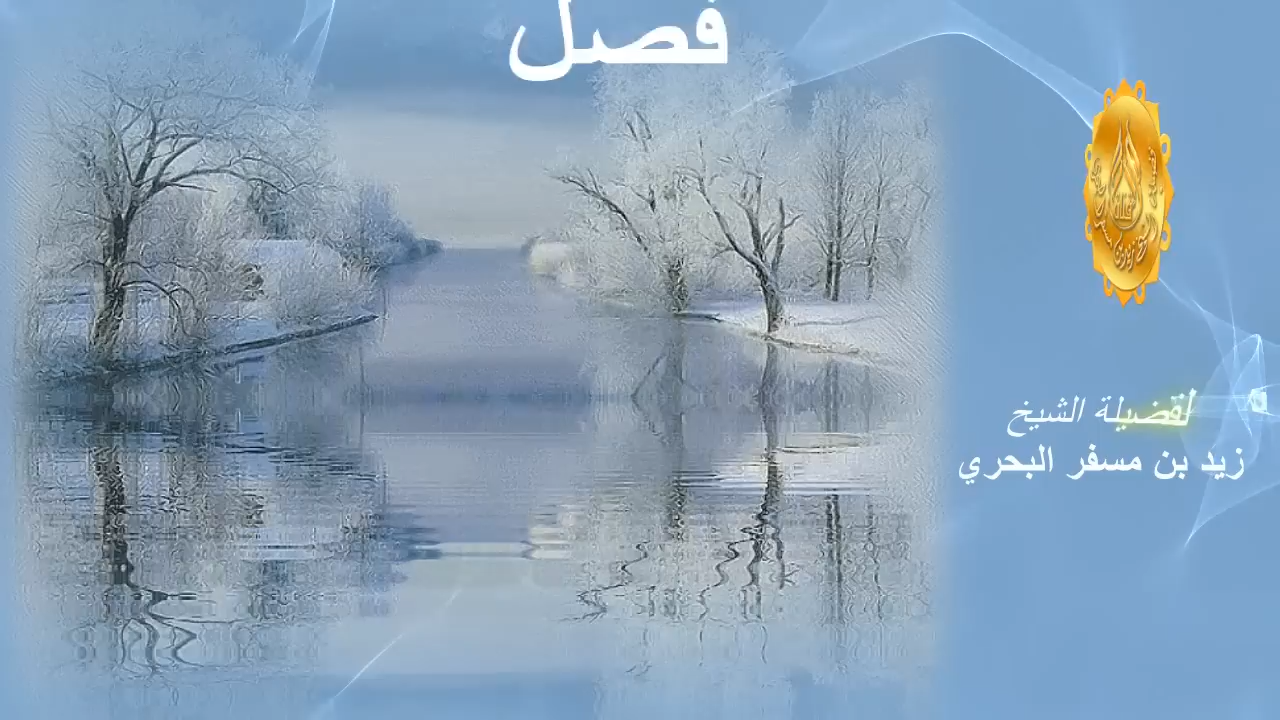 فصل
لفضيلة الشيخ
زيد بن مسفر البحري